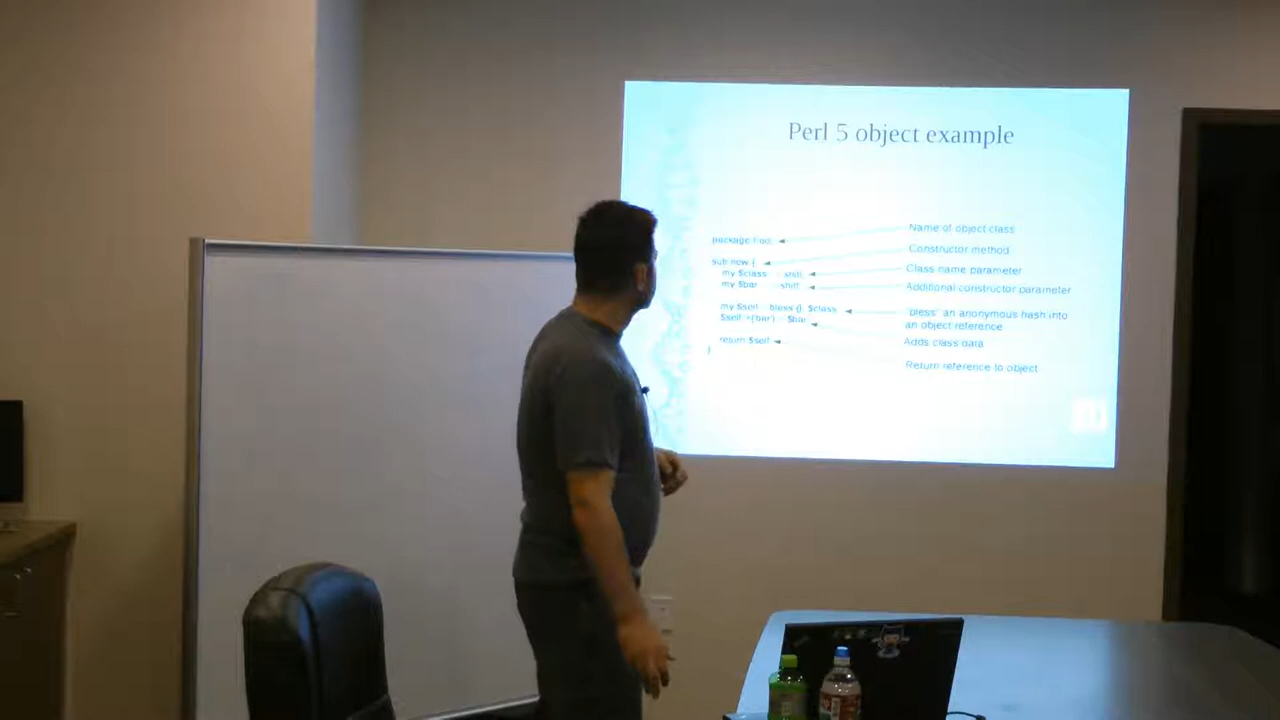 Perl 5 object example
package Foo;
sub new {
my $class = shift;
my $bar = shift;
my $self = bless {}, $class
$self->{bar} = $bar
return $self
}
Name of object class
Constructor method
Class name parameter
Additional constructor parameter
"bless" an anonymous hash into
an object reference
Adds class data
Return reference to object